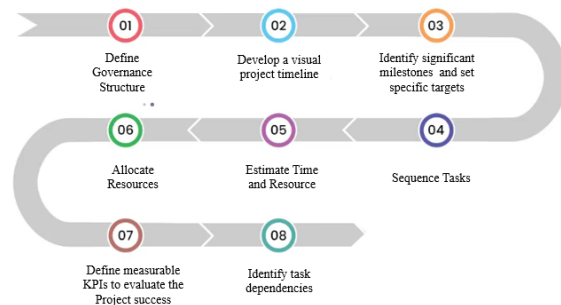 01
Define
Governance
Structure
02
Develop a visual
project timeline
03
Identify significant
milestones and set
specific targets
04
Sequence Tasks
05
Estimate Time
and Resource
06
Allocate
Resources
07
Define measurable
KPIs to evaluate the
Project success
08
Identify task
dependencies